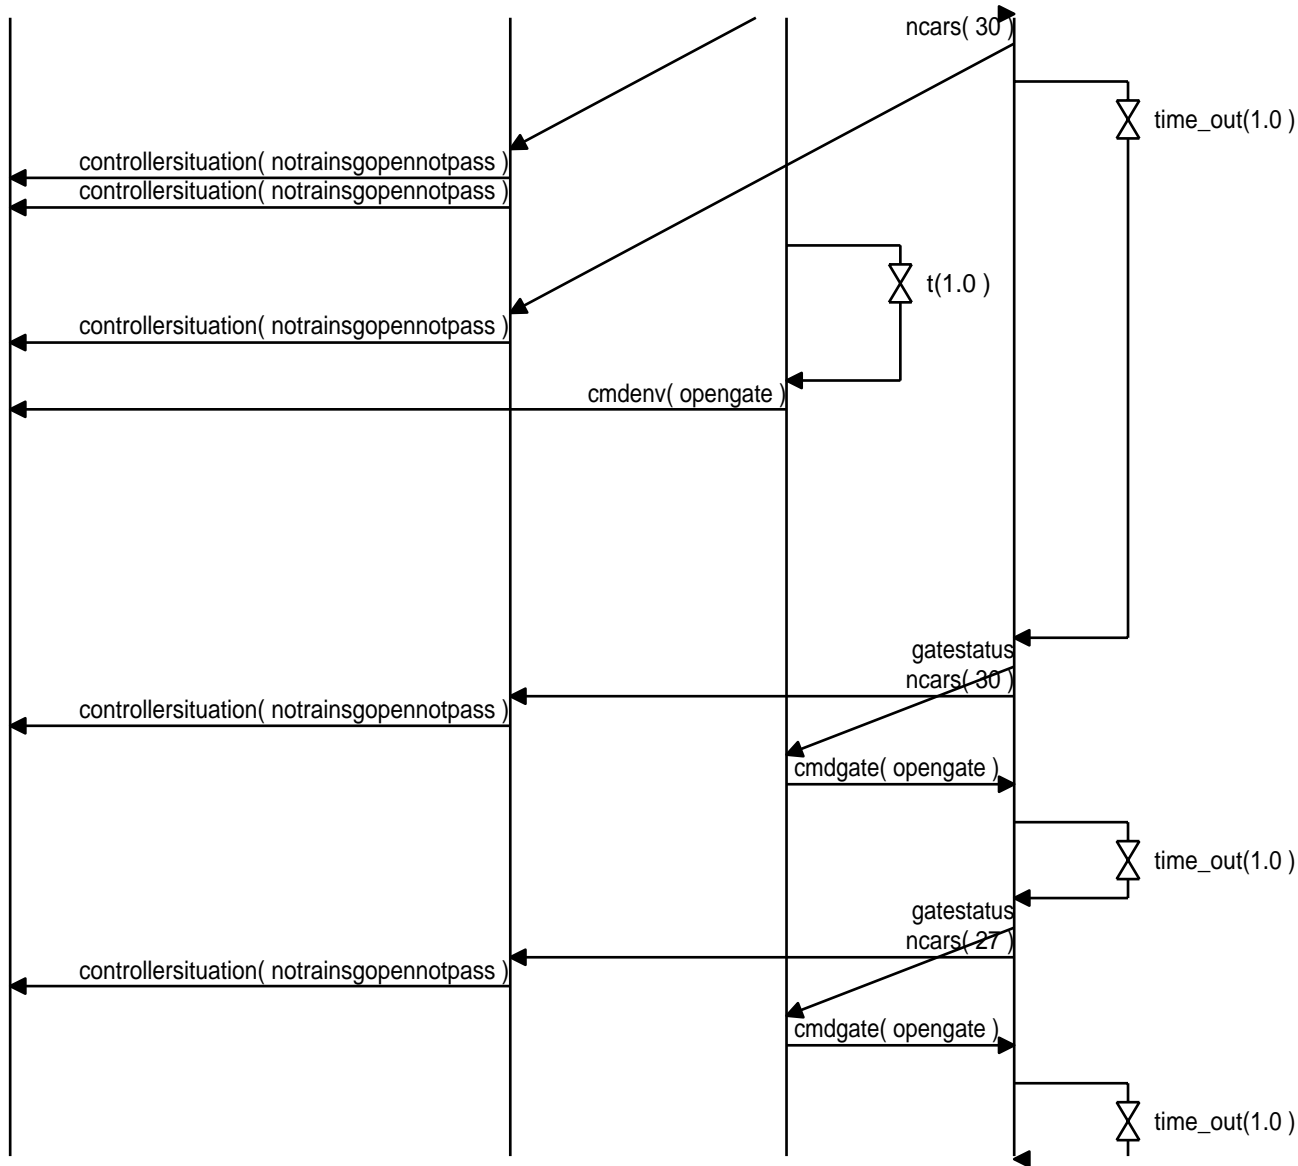 ncars( 30 )
time_out(1.0 )
controllersituation( notrainsgopennotpass )
controllersituation( notrainsgopennotpass )
t(1.0 )
controllersituation( notrainsgopennotpass )
cmdenv( opengate )
gatestatus
ncars( 30 )
controllersituation( notrainsgopennotpass )
cmdgate( opengate )
time_out(1.0 )
gatestatus
ncars( 27 )
controllersituation( notrainsgopennotpass )
cmdgate( opengate )
time_out(1.0 )